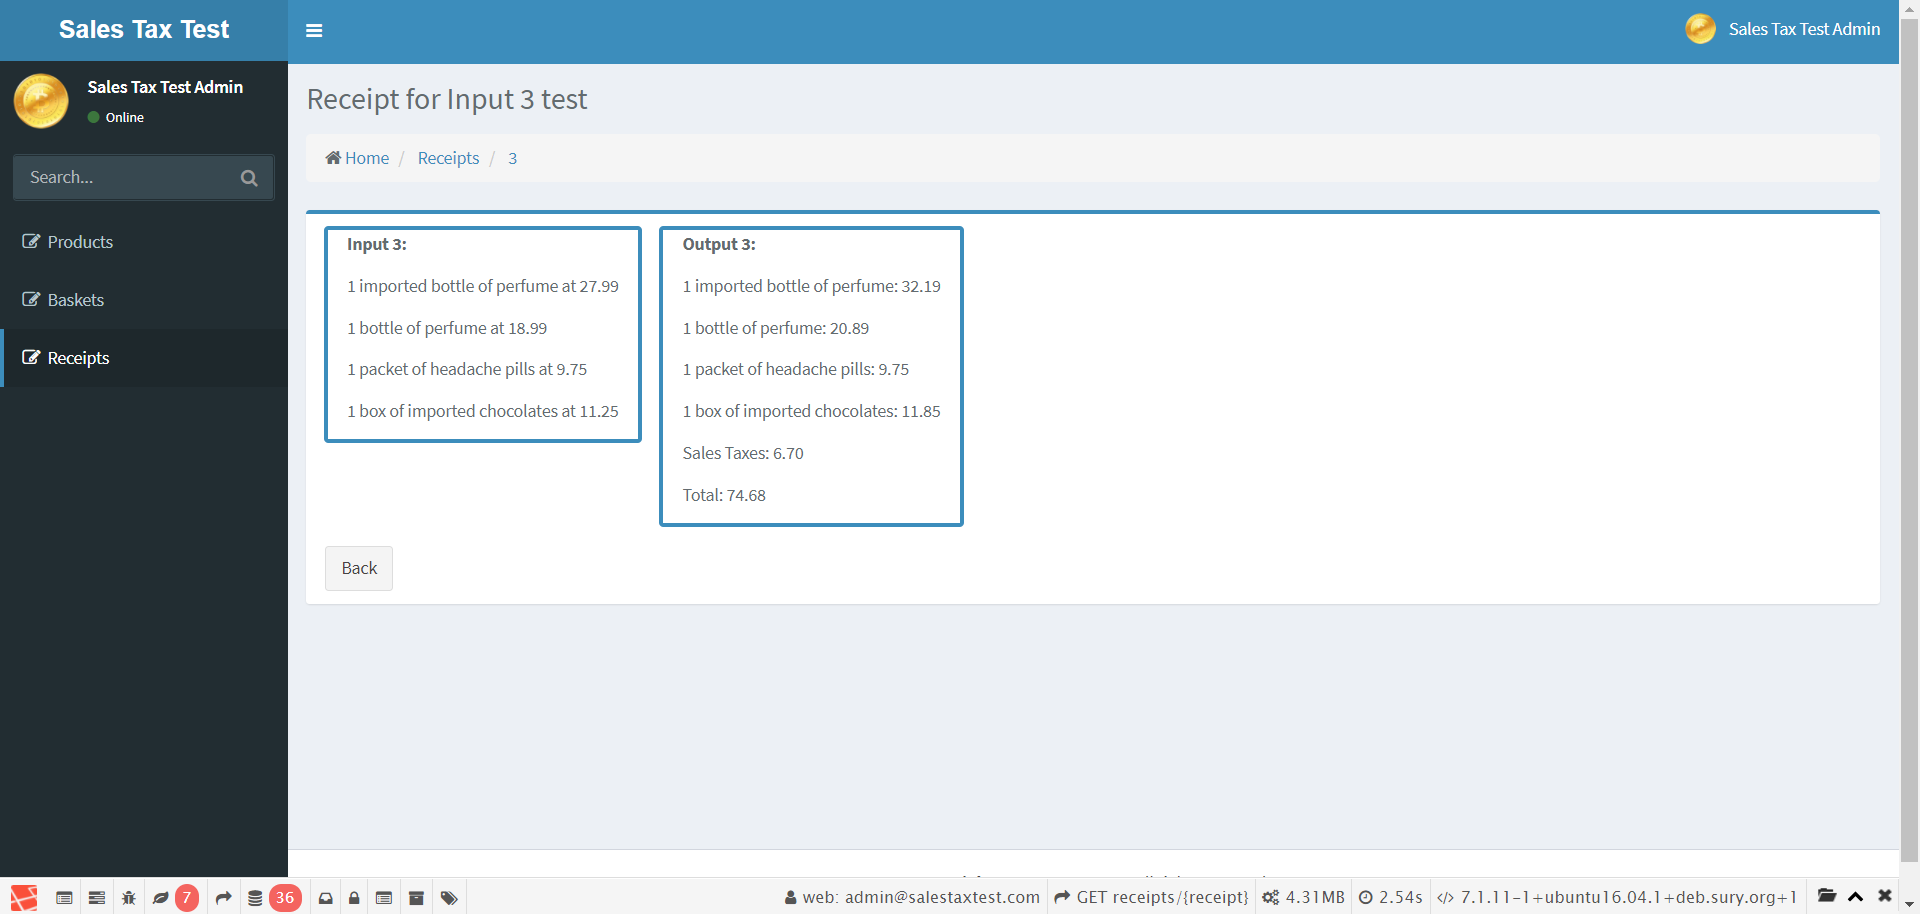 Sales Tax Test
Sales Tax Test Admin
Sales Tax Test Admin
Online
Search...
Products
Baskets
Receipts
Receipt for Input 3 test
Home / Receipts / 3
Input 3:
1 imported bottle of perfume at 27.99
1 bottle of perfume at 18.99
1 packet of headache pills at 9.75
1 box of imported chocolates at 11.25
Output 3:
1 imported bottle of perfume: 32.19
1 bottle of perfume: 20.89
1 packet of headache pills: 9.75
1 box of imported chocolates: 11.85
Sales Taxes: 6.70
Total: 74.68
Back
7
36
web: admin@salestaxtest.com
GET receipts/{receipt}
4.31MB
2.54s
7.1.11-1+ubuntu16.04.1+deb.sury.org+1